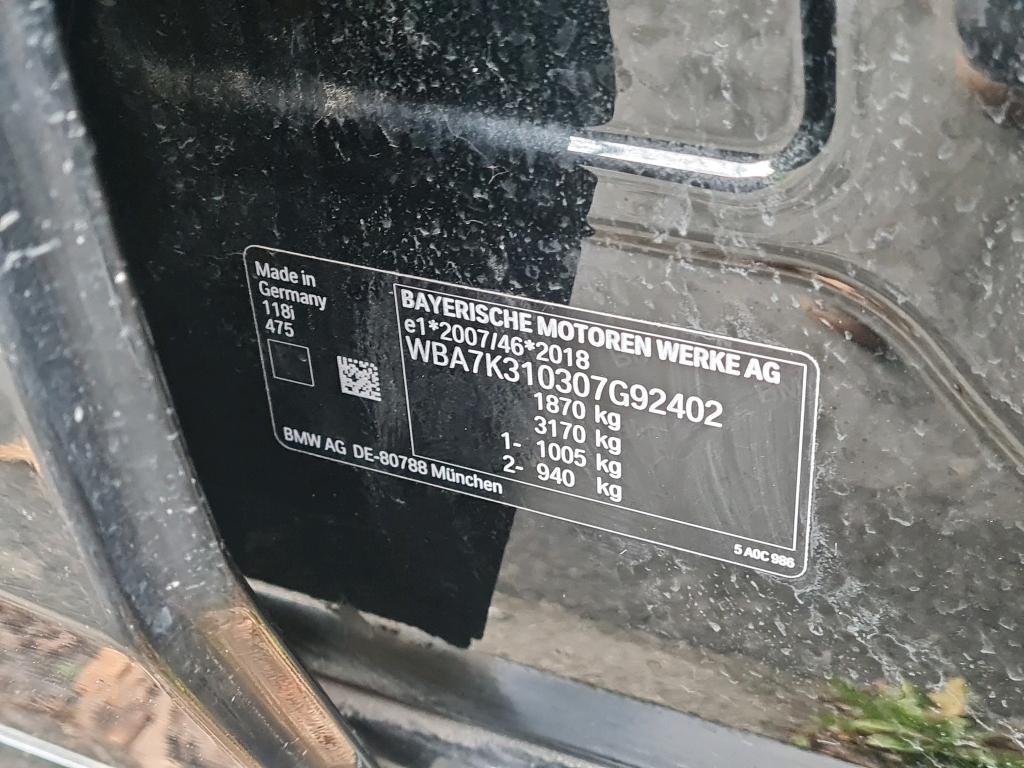 Made in
Germany
118i
475
BAYERISCHE MOTOREN WERKE AG
e1*2007/46*2018
WBA7K310307G92402
1870 kg
3170 kg
1- 1005 kg
2- 940 kg
BMW AG DE-80788 München
5 A0C 986